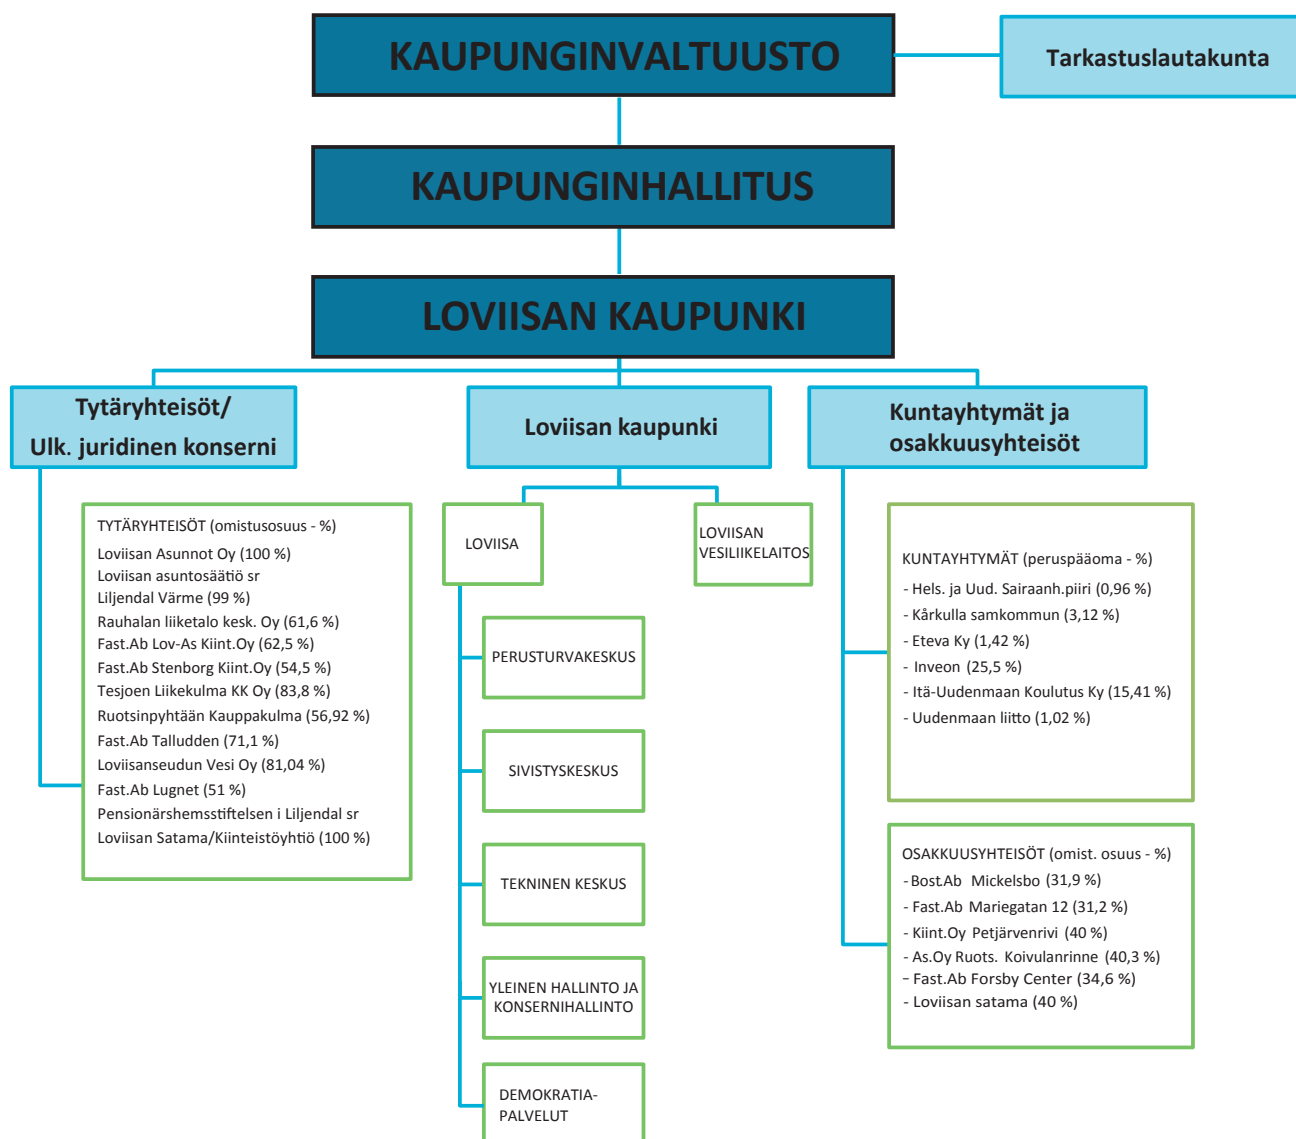 KAUPUNGINVALTUUSTO
Tarkastuslautakunta
KAUPUNGINHALLITUS
LOVIISAN KAUPUNKI
Tytäryhteisöt/
Ulk. juridinen konserni
Loviisan kaupunki
Kuntayhtymät ja
osakkuusyhteisöt
TYTÄRYHTEISÖT (omistusosuus - %)
Loviisan Asunnot Oy (100 %)
Loviisan asuntosäätiö sr
Liljendal Värme (99 %)
Rauhalan liiketalo kesk. Oy (61,6 %)
Fast.Ab Lov-As Kiint.Oy (62,5 %)
Fast.Ab Stenborg Kiint.Oy (54,5 %)
Tesjoen Liikekulma KK Oy (83,8 %)
Ruotsinpyhtään Kauppakulma (56,92 %)
Fast.Ab Talludden (71,1 %)
Loviisanseudun Vesi Oy (81,04 %)
Fast.Ab Lugnet (51 %)
Pensionärshemsstiftelsen i Liljendal sr
Loviisan Satama/Kiinteistöyhtiö (100 %)
LOVIISA
LOVIISAN
VESILIIKELAITOS
PERUSTURVAKESKUS
SIVISTYSKESKUS
TEKNINEN KESKUS
YLEINEN HALLINTO JA
KONSERNIHALLINTO
DEMOKRATIA-
PALVELUT
KUNTAYHTYMÄT (peruspääoma - %)
- Hels. ja Uud. Sairaanh.piiri (0,96 %)
- Kårkulla samkommun (3,12 %)
- Eteva Ky (1,42 %)
- Inveon (25,5 %)
- Itä-Uudenmaan Koulutus Ky (15,41 %)
- Uudenmaan liitto (1,02 %)
OSAKKUUSYHTEISÖT (omist. osuus - %)
- Bost.Ab Mickelsbo (31,9 %)
- Fast.Ab Mariegatan 12 (31,2 %)
- Kiint.Oy Petjärvenrivi (40 %)
- As.Oy Ruots. Koivulanrinne (40,3 %)
- Fast.Ab Forsby Center (34,6 %)
- Loviisan satama (40 %)